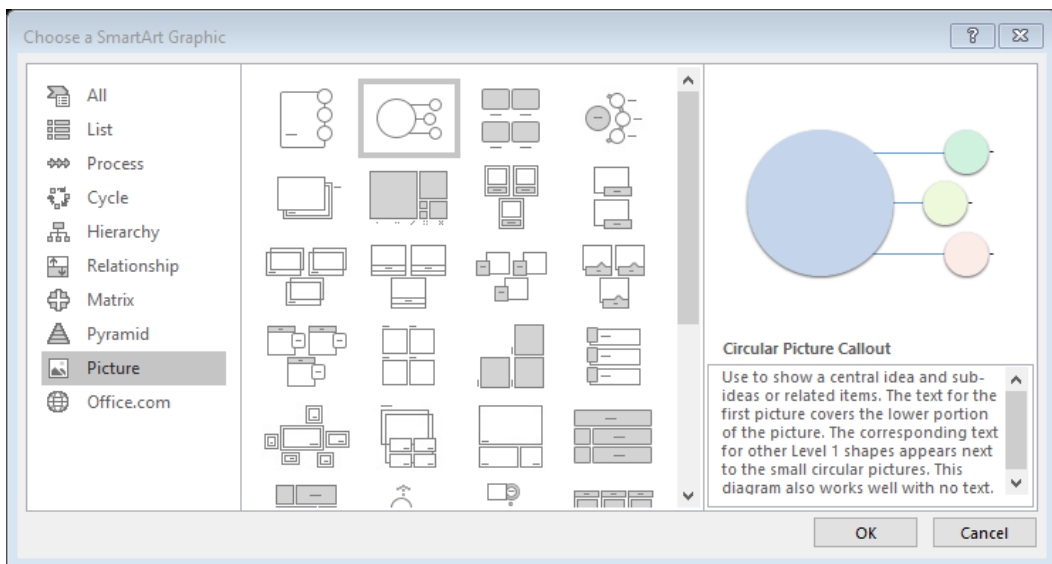 Choose a SmartArt Graphic
All
List
Process
Cycle
Hierarchy
Relationship
Matrix
Pyramid
Picture
Office.com
Circular Picture Callout
Use to show a central idea and sub-
ideas or related items. The text for the
first picture covers the lower portion
of the picture. The corresponding text
for other Level 1 shapes appears next
to the small circular pictures. This
diagram also works well with no text.
OK
Cancel